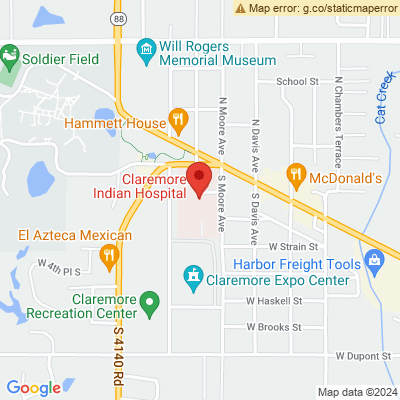 Map error: g.co/staticmaperror
88
Soldier Field
Will Rogers
Memorial Museum
School St
N Chambers Terrace
Cat Creek
Hammett House
N Moore Ave
N Davis Ave
Claremore
Indian Hospital
McDonald's
S Moore Ave
S Davis Ave
El Azteca Mexican
W 4th Pl S
W Strain St
Harbor Freight Tools
Claremore Expo Center
Claremore
Recreation Center
W Haskell St
S 4140 Rd
W Brooks St
W Dupont St
Google
Map data ©2024